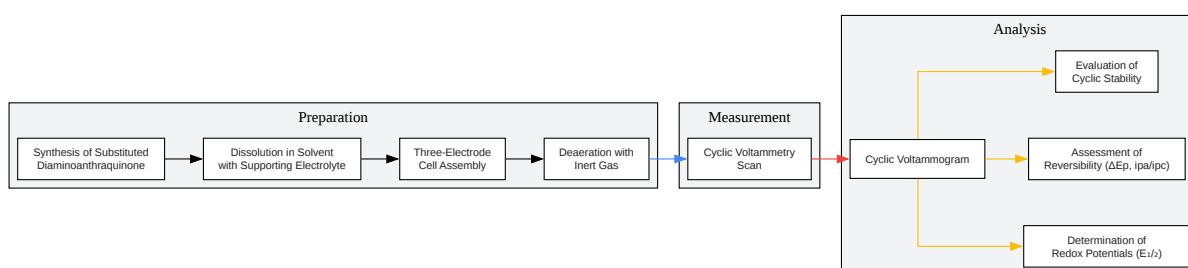 Preparation
Synthesis of Substituted
Diaminoanthraquinone
Dissolution in Solvent
with Supporting Electrolyte
Three-Electrode
Cell Assembly
Deaeration with
Inert Gas
Measurement
Cyclic Voltammetry
Scan
Analysis
Cyclic Voltammogram
Evaluation of
Cyclic Stability
Assessment of
Reversibility (ΔEp, ipa/ipc)
Determination of
Redox Potentials (E₁/₂)